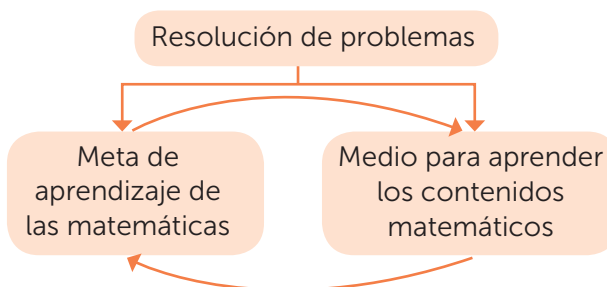 Resolución de problemas
Meta de
aprendizaje de
las matemáticas
Medio para aprender
los contenidos
matemáticos